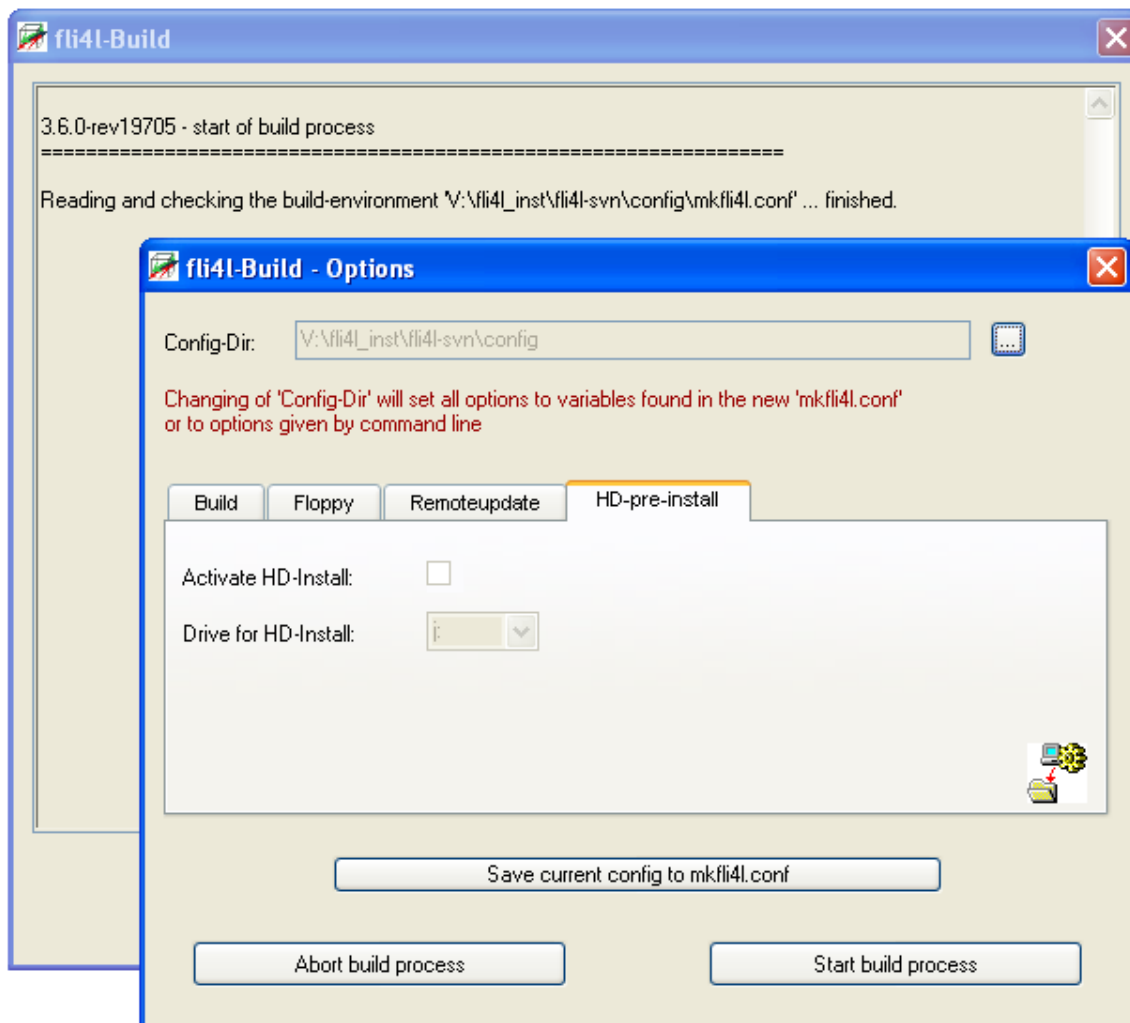 fli4l-Build
3.6.0-rev19705 - start of build process
==================================================================
Reading and checking the build-environment 'V:\fli4l_inst\fli4l-svn\config\mkfli4l.conf' ... finished.
fli4l-Build - Options
Config-Dir: V:\fli4l_inst\fli4l-svn\config ...
Changing of 'Config-Dir' will set all options to variables found in the new 'mkfli4l.conf'
or to options given by command line
Build Floppy Remoteupdate HD-pre-install
Activate HD-Install:
Drive for HD-Install: j:
Save current config to mkfli4l.conf
Abort build process Start build process